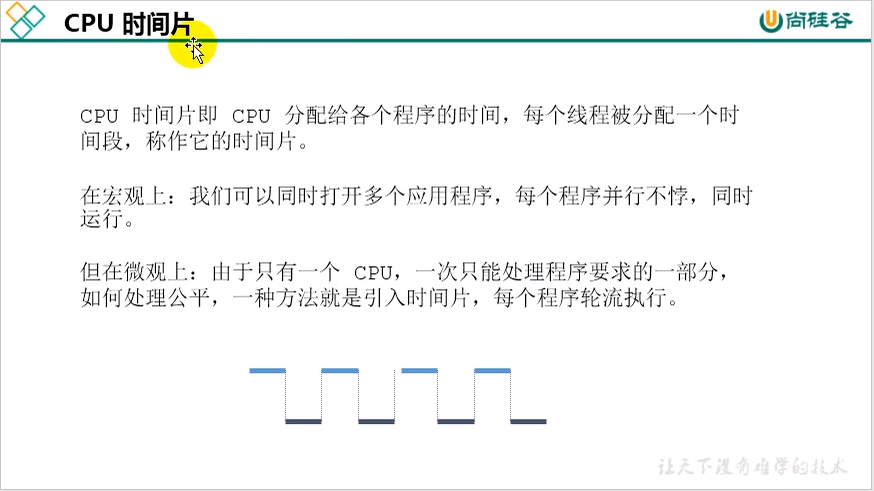 CPU 时间片
尚硅谷
CPU 时间片即 CPU 分配给各个程序的时间，每个线程被分配一个时
间段，称作它的时间片。
在宏观上：我们可以同时打开多个应用程序，每个程序并行不悖，同时
运行。
但在微观上：由于只有一个 CPU，一次只能处理程序要求的一部分，
如何处理公平，一种方法就是引入时间片，每个程序轮流执行。
让天下没有难学的技术